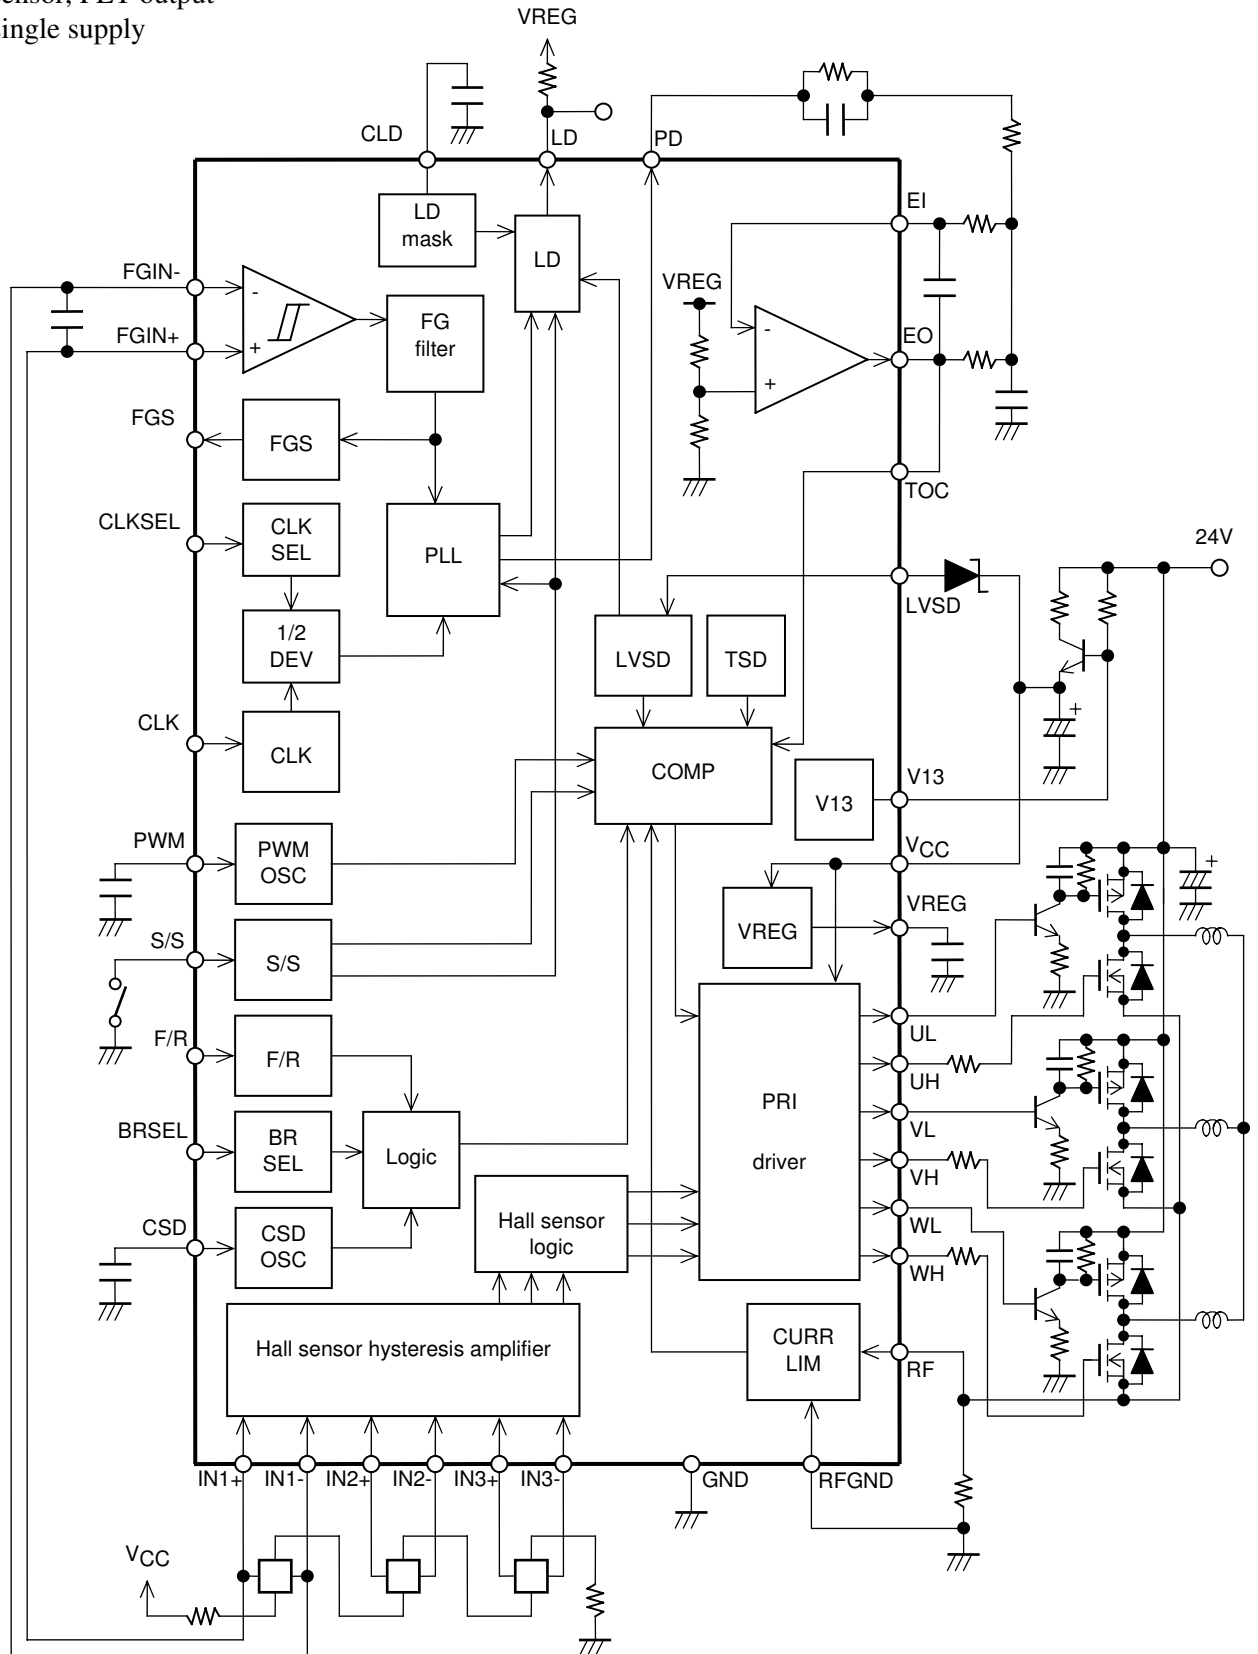 sensor, FET output
single supply
VREG
CLD
LD
PD
EI
LD
mask
LD
FGIN-
VREG
FG
filter
-
-
+
FGIN+
EO
+
FGS
FGS
TOC
CLKSEL
CLK
SEL
PLL
24V
LVSD
1/2
DEV
LVSD
TSD
CLK
CLK
COMP
+
V13
V13
PWM
PWM
OSC
VCC
+
VREG
VREG
S/S
S/S
UL
F/R
F/R
UH
PRI
driver
BRSEL
BR
SEL
Logic
VL
VH
CSD
CSD
OSC
Hall sensor
logic
WL
WH
Hall sensor hysteresis amplifier
CURR
LIM
RF
IN1+
IN1-
IN2+
IN2-
IN3+
IN3-
GND
RFGND
VCC